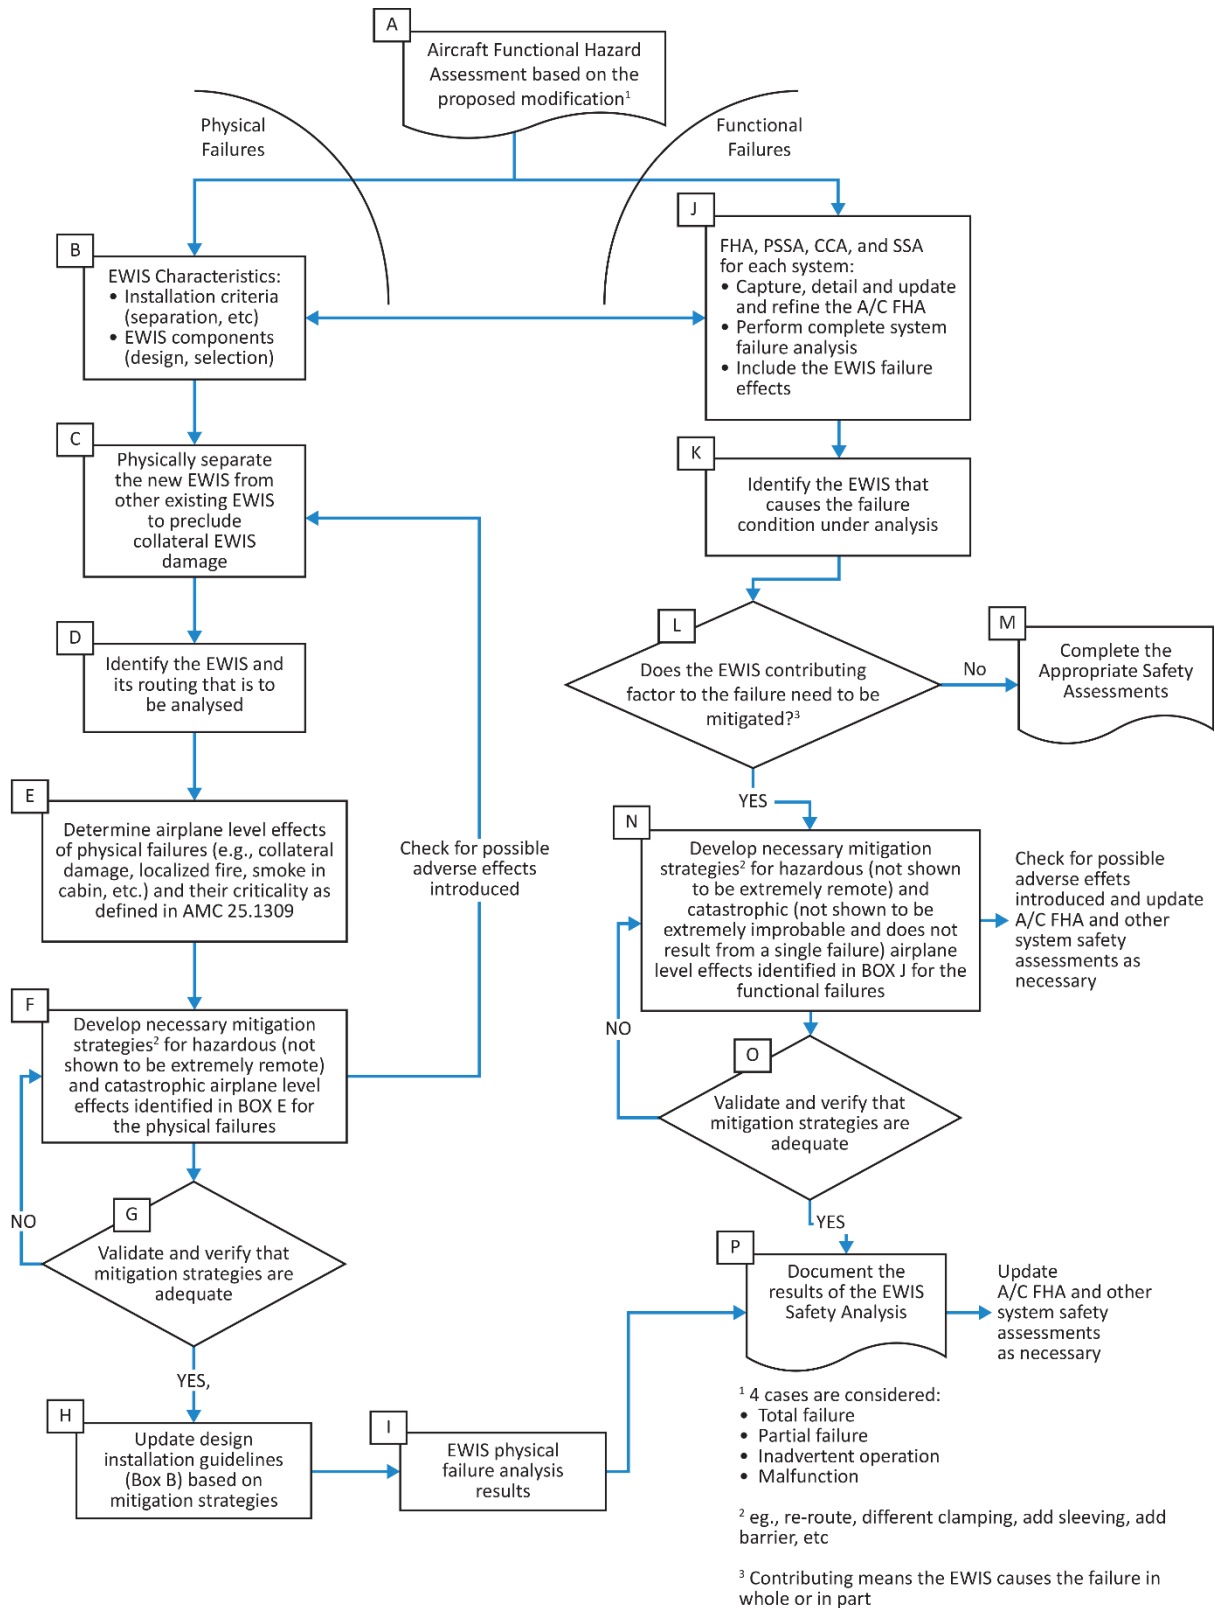 A
Aircraft Functional Hazard
Assessment based on the
proposed modification¹
Physical
Failures
Functional
Failures
B
EWIS Characteristics:
• Installation criteria
(separation, etc)
• EWIS components
(design, selection)
J
FHA, PSSA, CCA, and SSA
for each system:
• Capture, detail and update
and refine the A/C FHA
• Perform complete system
failure analysis
• Include the EWIS failure
effects
C
Physically separate
the new EWIS from
other existing EWIS
to preclude
collateral EWIS
damage
K
Identify the EWIS that
causes the failure
condition under analysis
D
Identify the EWIS and
its routing that is to
be analysed
L
Does the EWIS contributing
factor to the failure need to be
mitigated?³
No
M
Complete the
Appropriate Safety
Assessments
YES
E
Determine airplane level effects
of physical failures (e.g., collateral
damage, localized fire, smoke in
cabin, etc.) and their criticality as
defined in AMC 25.1309
Check for possible
adverse effects
introduced
N
Develop necessary mitigation
strategies² for hazardous (not shown
to be extremely remote) and
catastrophic (not shown to be
extremely improbable and does not
result from a single failure) airplane
level effects identified in BOX J for the
functional failures
Check for possible
adverse effets
introduced and update
A/C FHA and other
system safety
assessments as
necessary
F
Develop necessary mitigation
strategies² for hazardous (not
shown to be extremely remote)
and catastrophic airplane level
effects identified in BOX E for
the physical failures
NO
O
Validate and verify that
mitigation strategies are
adequate
YES
NO
G
Validate and verify that
mitigation strategies are
adequate
YES,
P
Document the
results of the EWIS
Safety Analysis
Update
A/C FHA and other
system safety
assessments
as necessary
H
Update design
installation guidelines
(Box B) based on
mitigation strategies
I
EWIS physical
failure analysis
results
¹ 4 cases are considered:
• Total failure
• Partial failure
• Inadvertent operation
• Malfunction
² eg., re-route, different clamping, add sleeving, add
barrier, etc
³ Contributing means the EWIS causes the failure in
whole or in part